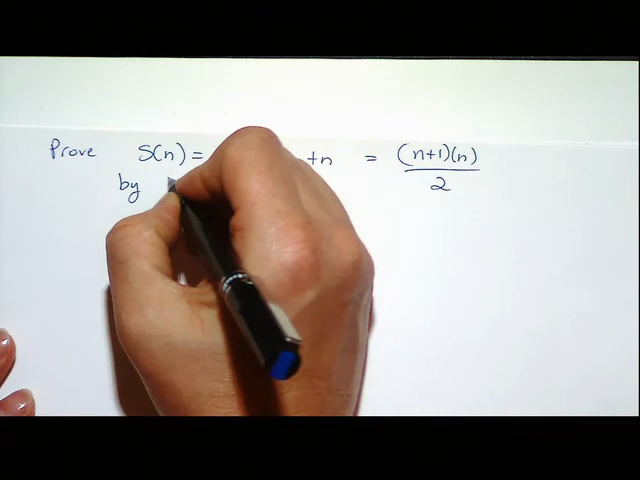 Prove S(n) = +n = (n+1)(n)
by 2